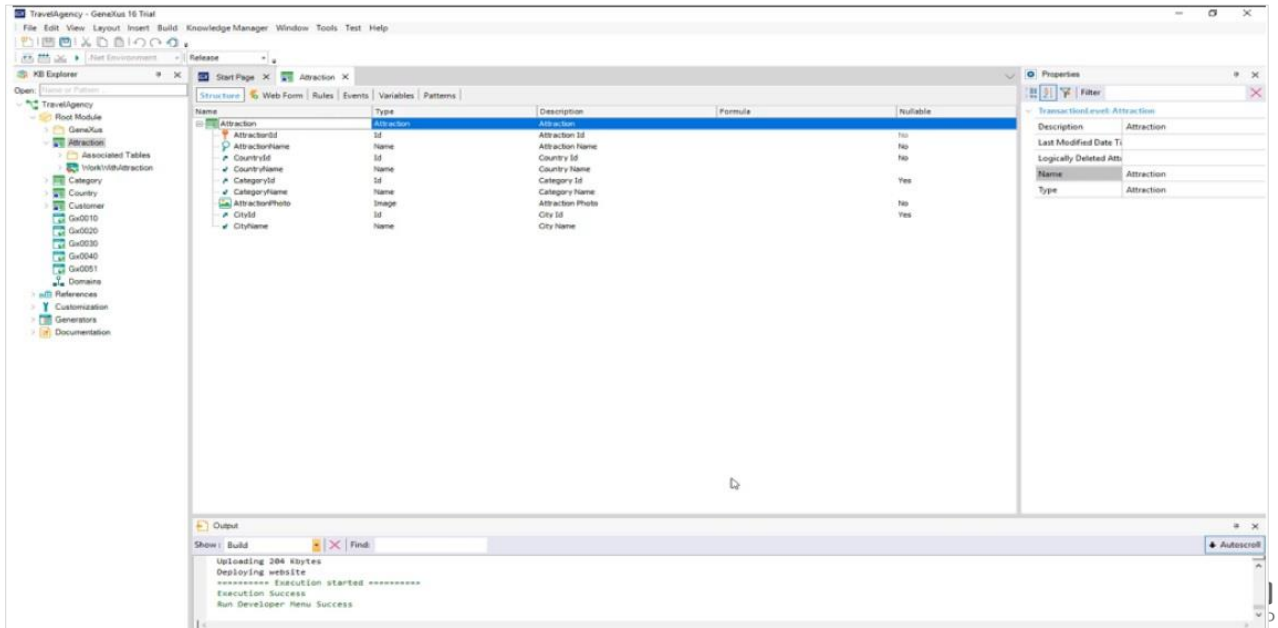 TravelAgency - GeneXus 16 Trial
File Edit View Layout Insert Build Knowledge Manager Window Tools Test Help
.Net Environment Release
KB Explorer
Open: Name or Pattern
TravelAgency
Root Module
GeneXus
Attraction
Associated Tables
WorkWithAttraction
Category
Country
Customer
Gx0010
Gx0020
Gx0030
Gx0040
Gx0051
Domains
References
Customization
Generators
Documentation
Start Page Attraction
Structure Web Form Rules Events Variables Patterns
Name Type Description Formula Nullable
Attraction Attraction Attraction
AttractionId Id Attraction Id No
AttractionName Name Attraction Name No
CountryId Id Country Id No
CountryName Name Country Name
CategoryId Id Category Id Yes
CategoryName Name Category Name
AttractionPhoto Image Attraction Photo No
CityId Id City Id Yes
CityName Name City Name
Properties
Filter
TransactionLevel: Attraction
Description Attraction
Last Modified Date Ti
Logically Deleted Atti
Name Attraction
Type Attraction
Output
Show: Build Find:
Autoscroll
Uploading 204 Kbytes
Deploying website
========== Execution started ==========
Execution Success
Run Developer Menu Success